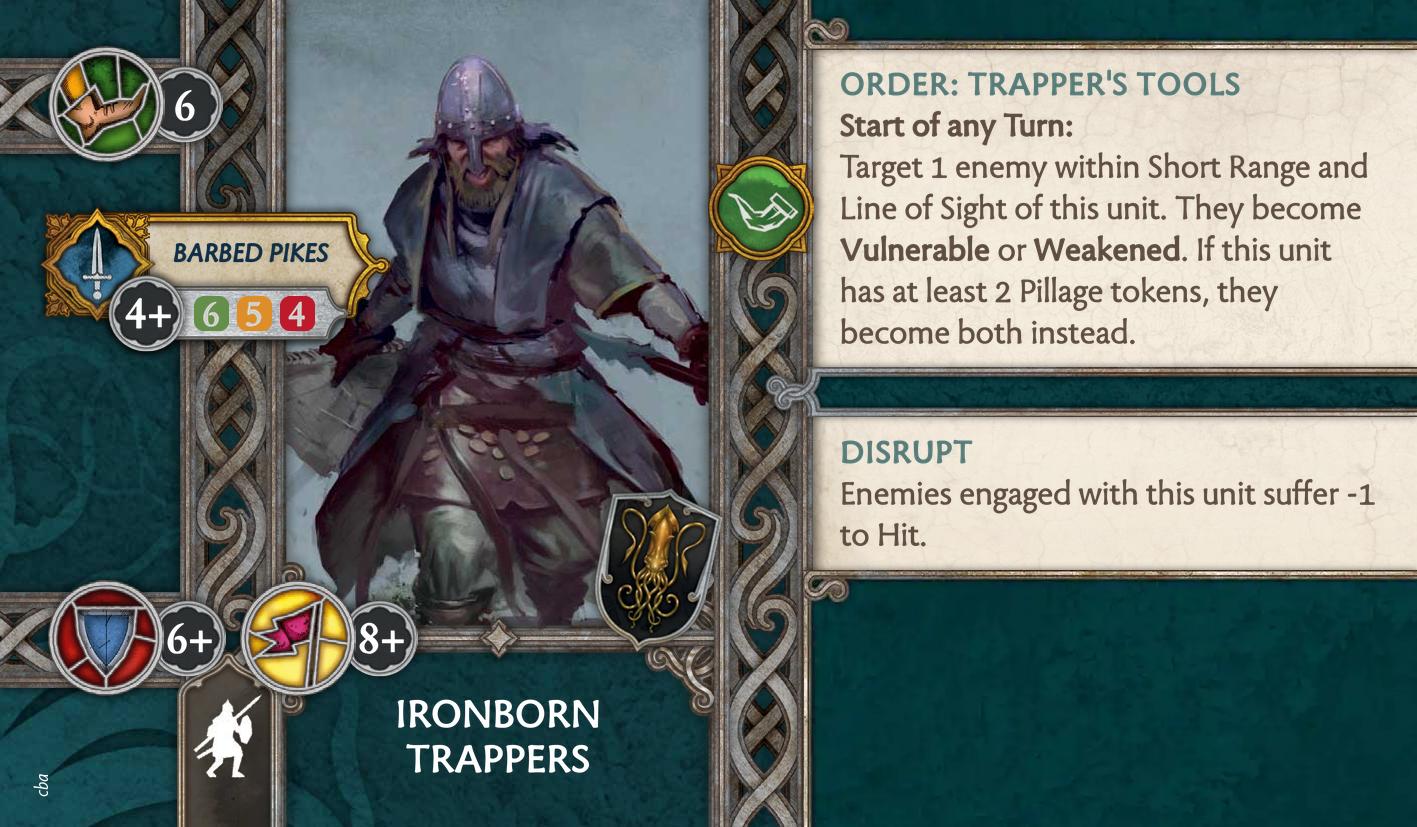 6
BARBED PIKES
4+ 6 5 4
6+ 8+
IRONBORN
TRAPPERS
cba
ORDER: TRAPPER'S TOOLS
Start of any Turn:
Target 1 enemy within Short Range and
Line of Sight of this unit. They become
Vulnerable or Weakened. If this unit
has at least 2 Pillage tokens, they
become both instead.
DISRUPT
Enemies engaged with this unit suffer -1
to Hit.